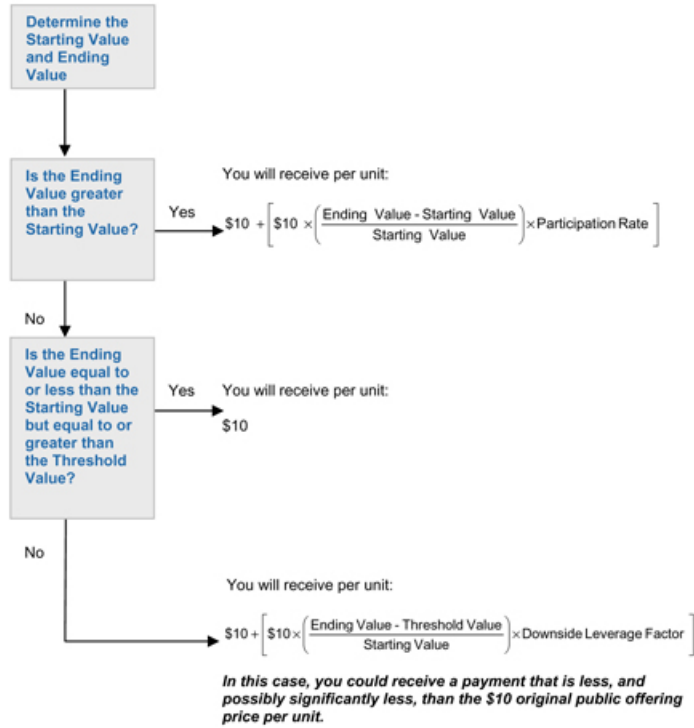 Determine the
Starting Value
and Ending
Value
Is the Ending
Value greater
than the
Starting Value?
Yes
You will receive per unit:
$10 + [ $10 × ( Ending Value - Starting Value / Starting Value ) × Participation Rate ]
No
Is the Ending
Value equal to
or less than the
Starting Value
but equal to or
greater than
the Threshold
Value?
Yes
You will receive per unit:
$10
No
You will receive per unit:
$10 + [ $10 × ( Ending Value - Threshold Value / Starting Value ) × Downside Leverage Factor ]
In this case, you could receive a payment that is less, and
possibly significantly less, than the $10 original public offering
price per unit.